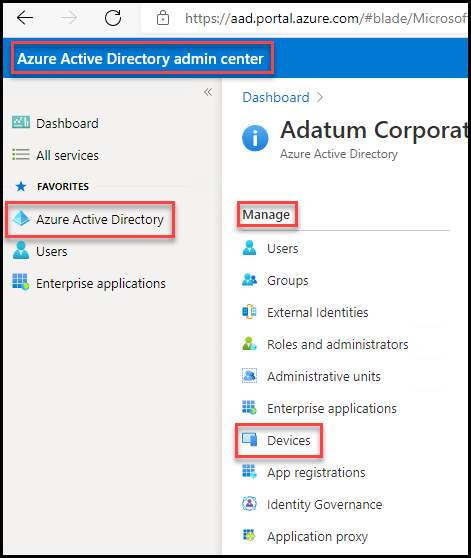 https://aad.portal.azure.com/#blade/Microsof
Azure Active Directory admin center
«
Dashboard >
Adatum Corporat
Azure Active Directory
Dashboard
All services
FAVORITES
Azure Active Directory
Users
Enterprise applications
Manage
Users
Groups
External Identities
Roles and administrators
Administrative units
Enterprise applications
Devices
App registrations
Identity Governance
Application proxy